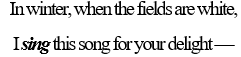 In winter, when the fields are white,
I sing this song for your delight—